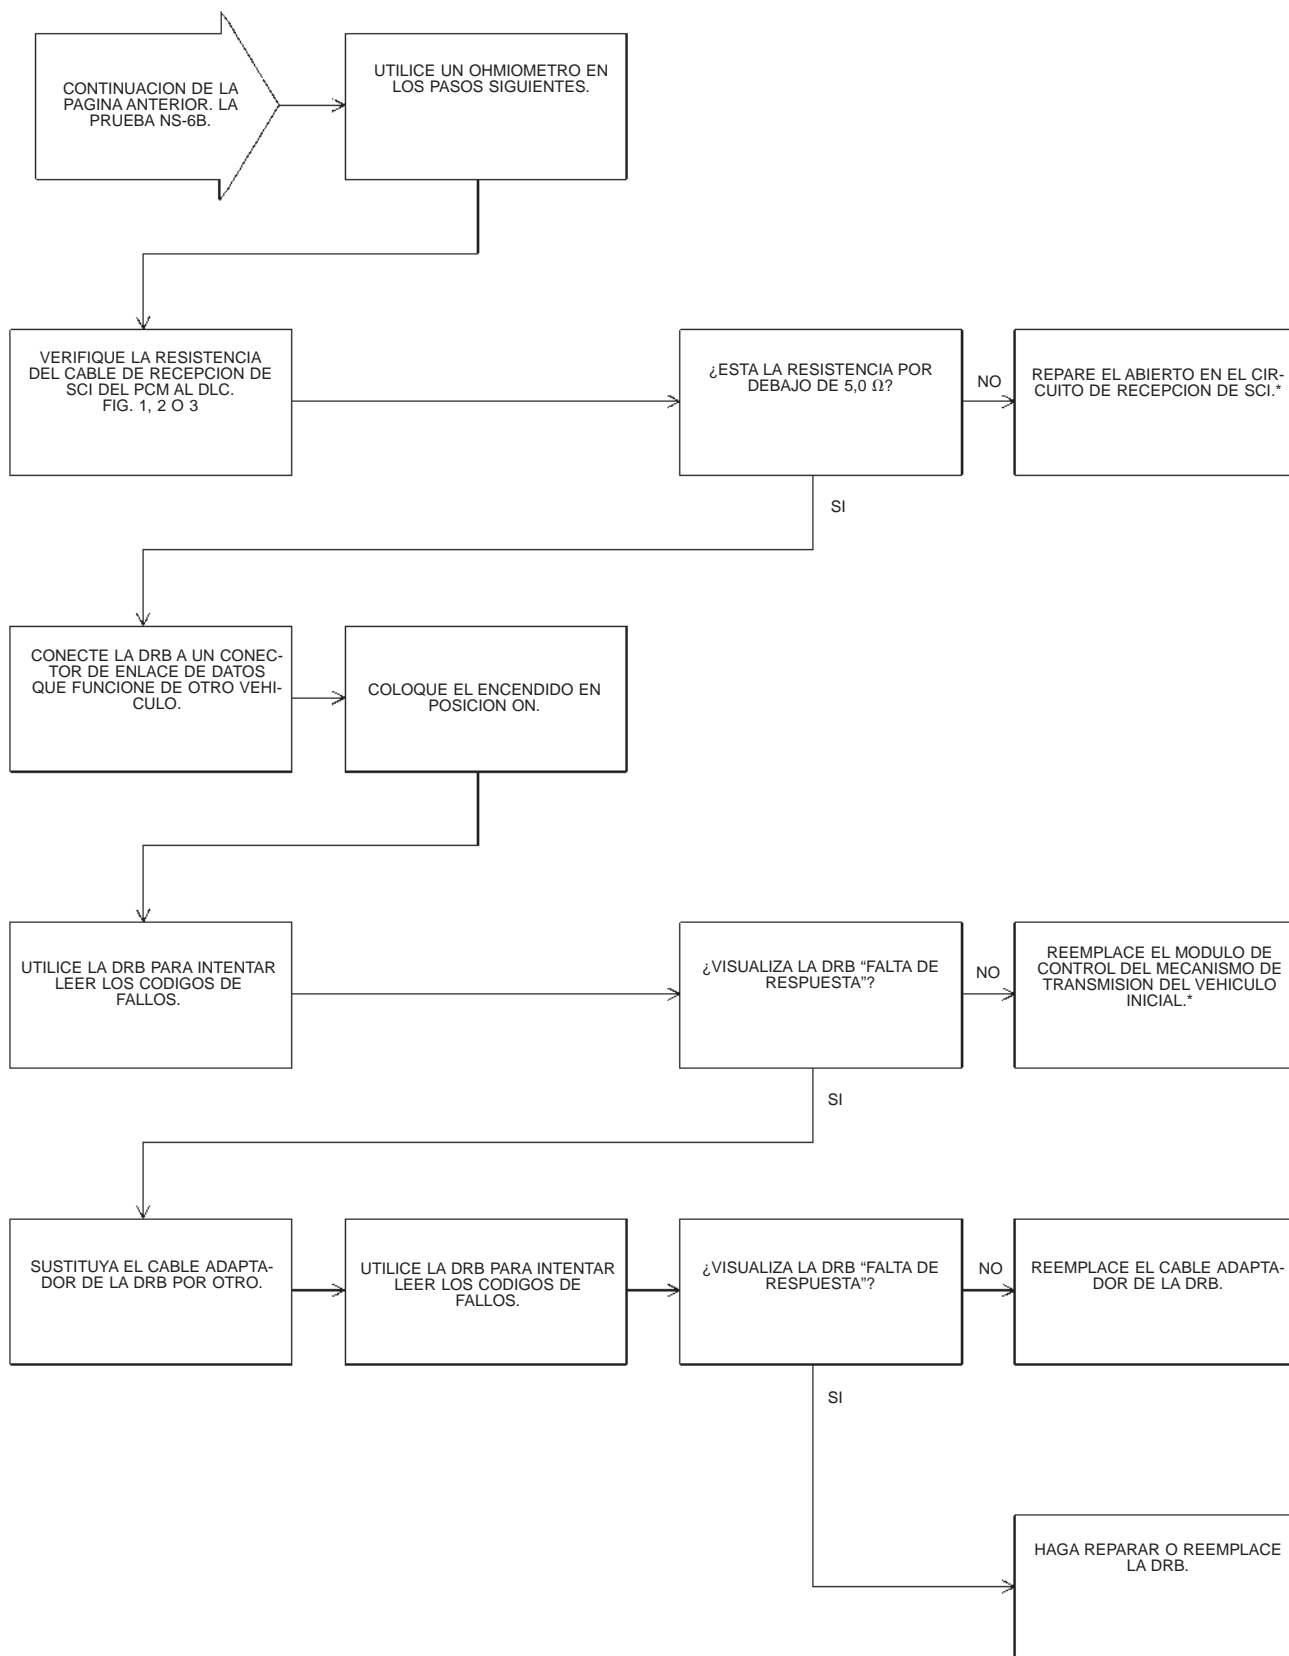 CONTINUACION DE LA
PAGINA ANTERIOR. LA
PRUEBA NS-6B.
UTILICE UN OHMIOMETRO EN
LOS PASOS SIGUIENTES.
VERIFIQUE LA RESISTENCIA
DEL CABLE DE RECEPCION DE
SCI DEL PCM AL DLC.
FIG. 1, 2 O 3
¿ESTA LA RESISTENCIA POR
DEBAJO DE 5,0 Ω?
NO
REPARE EL ABIERTO EN EL CIR-
CUITO DE RECEPCION DE SCI.*
SI
CONECTE LA DRB A UN CONEC-
TOR DE ENLACE DE DATOS
QUE FUNCIONE DE OTRO VEHI-
CULO.
COLOQUE EL ENCENDIDO EN
POSICION ON.
UTILICE LA DRB PARA INTENTAR
LEER LOS CODIGOS DE
FALLOS.
¿VISUALIZA LA DRB “FALTA DE
RESPUESTA”?
NO
REEMPLACE EL MODULO DE
CONTROL DEL MECANISMO DE
TRANSMISION DEL VEHICULO
INICIAL.*
SI
SUSTITUYA EL CABLE ADAPTA-
DOR DE LA DRB POR OTRO.
UTILICE LA DRB PARA INTENTAR
LEER LOS CODIGOS DE
FALLOS.
¿VISUALIZA LA DRB “FALTA DE
RESPUESTA”?
NO
REEMPLACE EL CABLE ADAPTA-
DOR DE LA DRB.
SI
HAGA REPARAR O REEMPLACE
LA DRB.